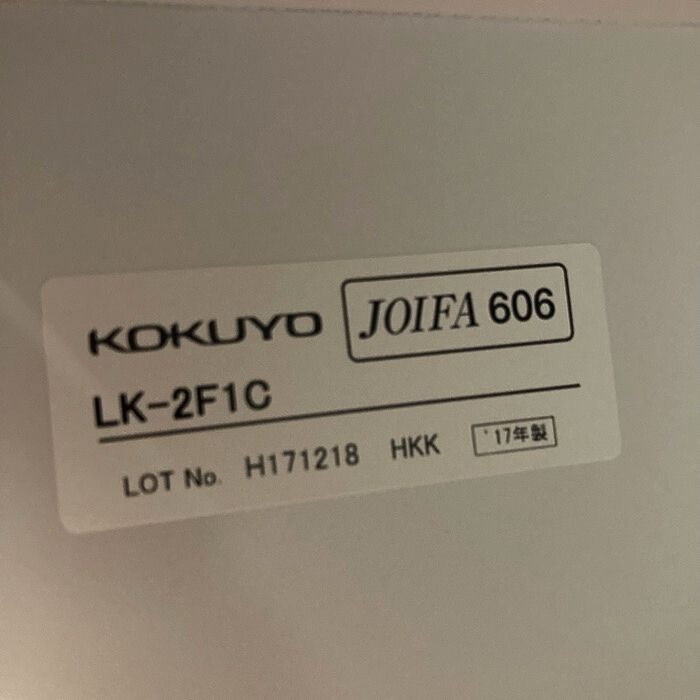 KOKUYO JOIFA 606
LK-2F1C
LOT No. H171218 HKK '17年製